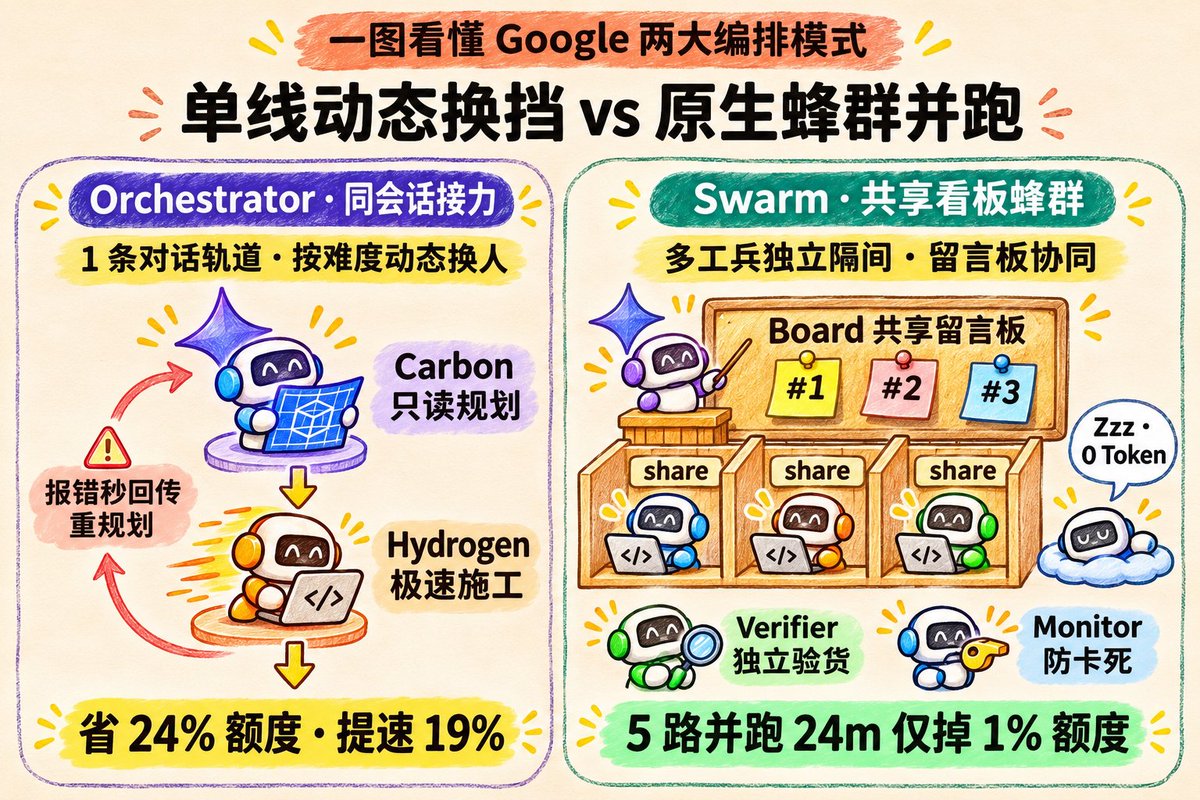 一图看懂 Google 两大编排模式
单线动态换挡 vs 原生蜂群并跑
Orchestrator · 同会话接力
1 条对话轨道 · 按难度动态换人
Carbon
只读规划
报错秒回传
重规划
Hydrogen
极速施工
</>
省 24% 额度 · 提速 19%
Swarm · 共享看板蜂群
多工兵独立隔间 · 留言板协同
Board 共享留言板
#1
#2
#3
Zzz ·
0 Token
share
share
share
</>
</>
</>
Verifier
独立验货
Monitor
防卡死
5 路并跑 24m 仅掉 1% 额度